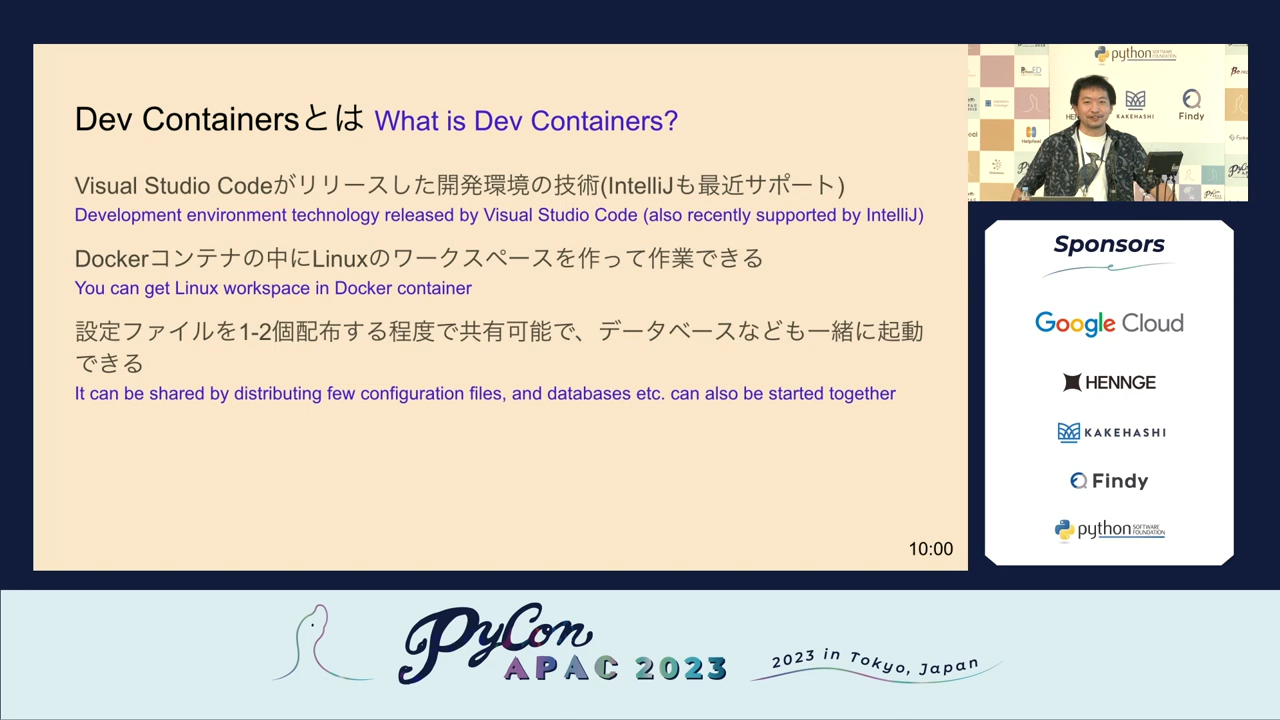 Dev Containersとは What is Dev Containers?
Visual Studio Codeがリリースした開発環境の技術(IntelliJも最近サポート)
Development environment technology released by Visual Studio Code (also recently supported by IntelliJ)
Dockerコンテナの中にLinuxのワークスペースを作って作業できる
You can get Linux workspace in Docker container
設定ファイルを1-2個配布する程度で共有可能で、データベースなども一緒に起動
できる
It can be shared by distributing few configuration files, and databases etc. can also be started together
10:00
python
KAKEHASHI
Findy
Helpfeel
Sponsors
Google Cloud
HENNGE
KAKEHASHI
Findy
python SOFTWARE FOUNDATION
PyCon
APAC 2023
2023 in Tokyo, Japan